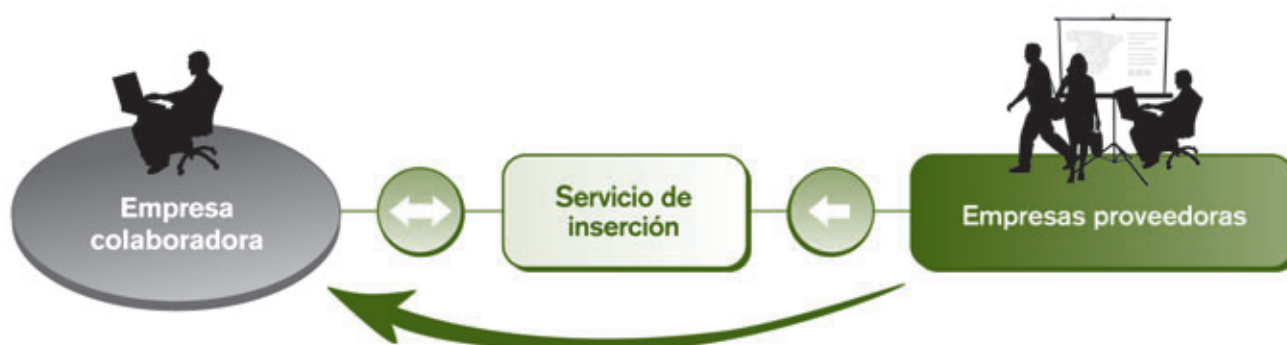 Empresa
colaboradora
Servicio de
inserción
Empresas proveedoras